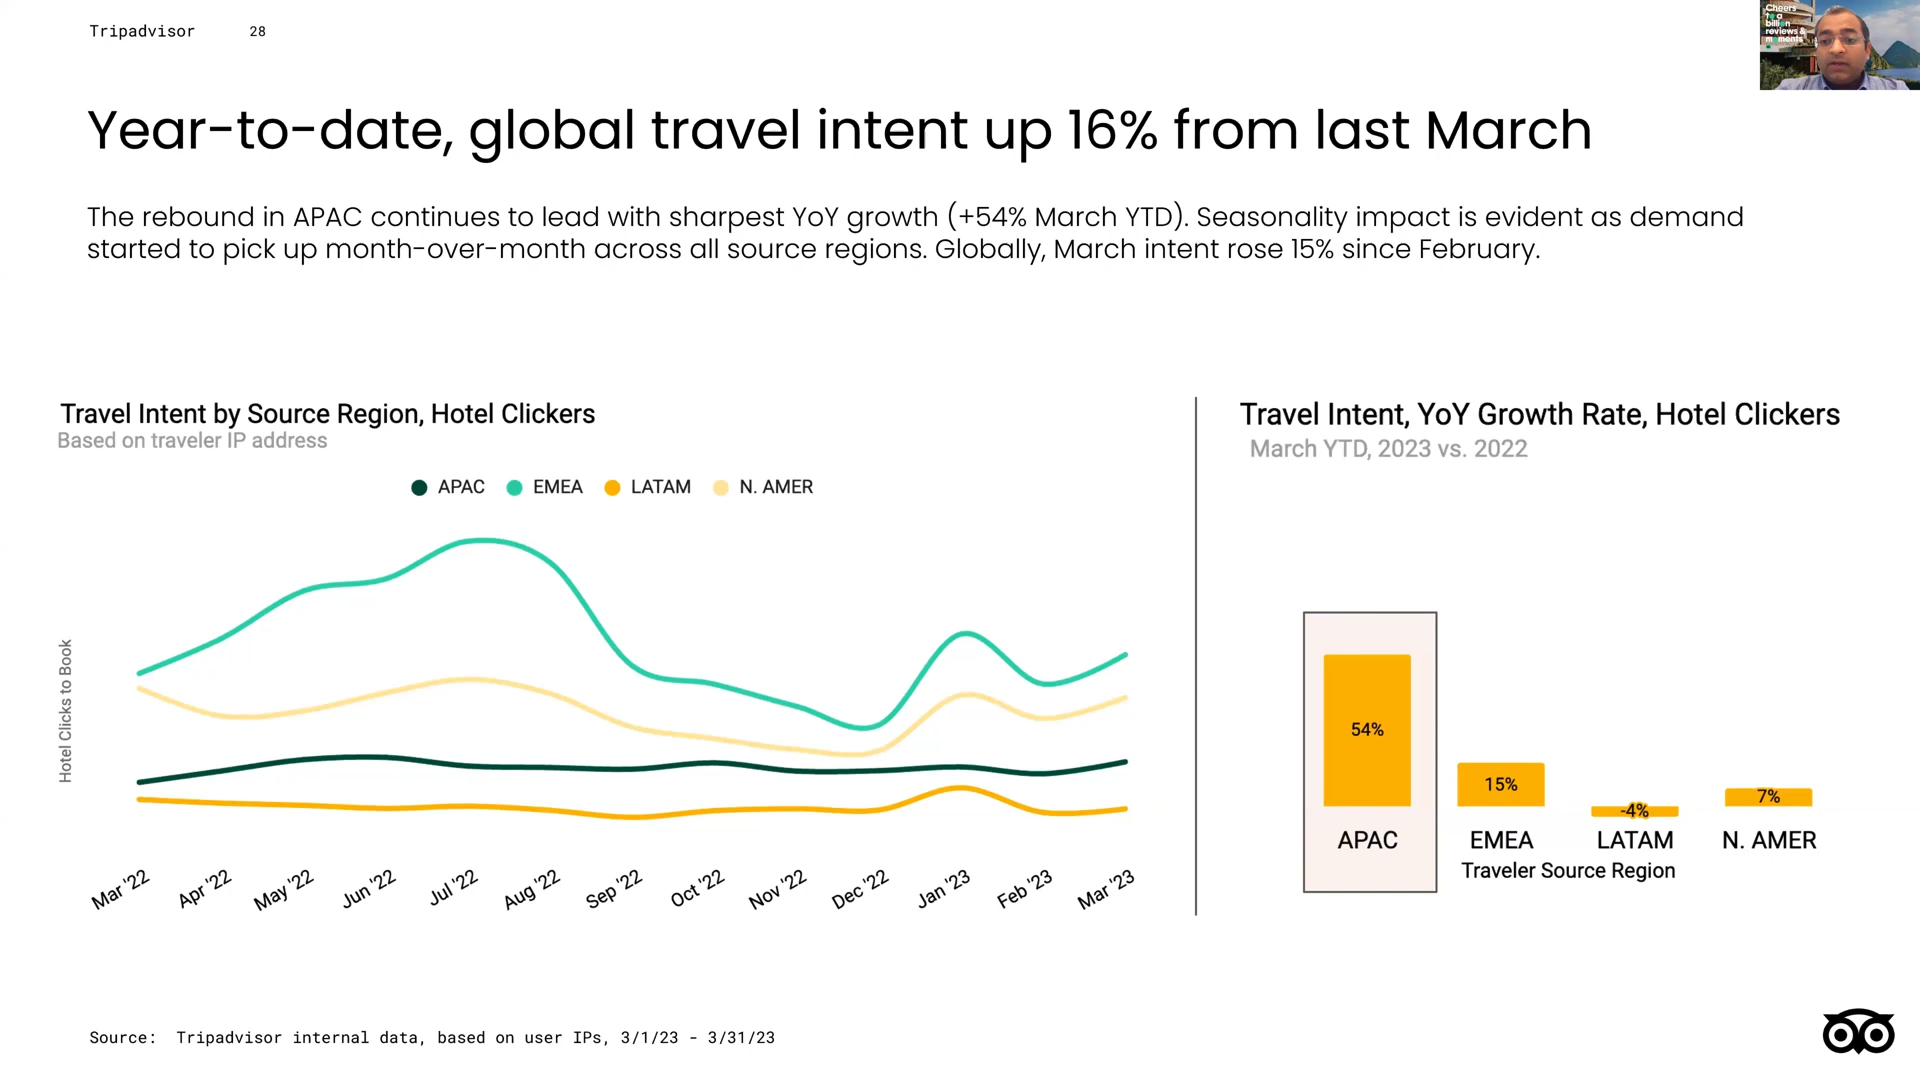 Tripadvisor 28
Cheers
to a
billion
reviews &
moments
Year-to-date, global travel intent up 16% from last March
The rebound in APAC continues to lead with sharpest YoY growth (+54% March YTD). Seasonality impact is evident as demand
started to pick up month-over-month across all source regions. Globally, March intent rose 15% since February.
Travel Intent by Source Region, Hotel Clickers
Based on traveler IP address
APAC EMEA LATAM N. AMER
Hotel Clicks to Book
Mar '22 Apr '22 May '22 Jun '22 Jul '22 Aug '22 Sep '22 Oct '22 Nov '22 Dec '22 Jan '23 Feb '23 Mar '23
Travel Intent, YoY Growth Rate, Hotel Clickers
March YTD, 2023 vs. 2022
54% 15% -4% 7%
APAC EMEA LATAM N. AMER
Traveler Source Region
Source: Tripadvisor internal data, based on user IPs, 3/1/23 - 3/31/23